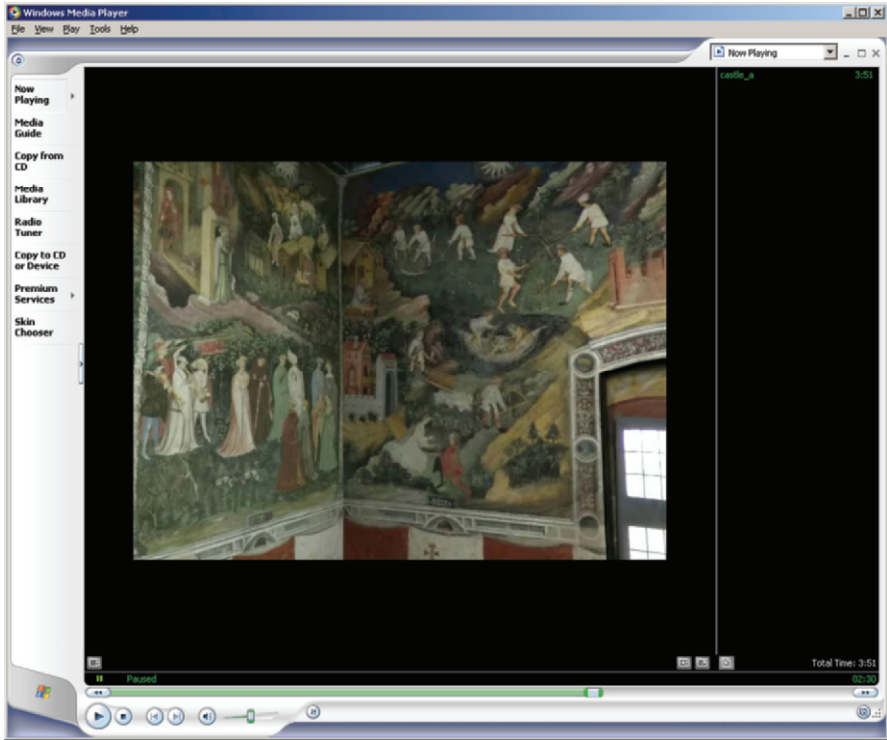 Windows Media Player
File View Play Tools Help
Now Playing
Now
Playing
Media
Guide
Copy from
CD
Media
Library
Radio
Tuner
Copy to CD
or Device
Premium
Services
Skin
Chooser
castle_a 3:51
Total Time: 3:51
Paused 02:30